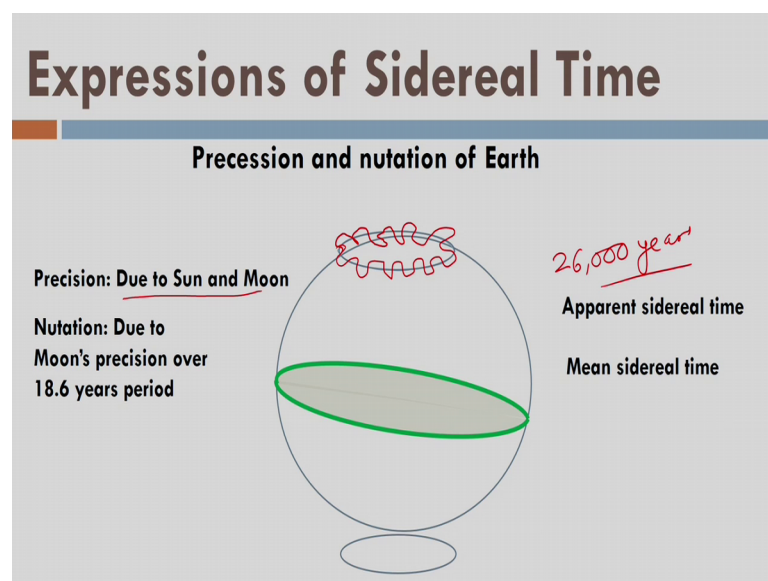 Expressions of Sidereal Time
Precession and nutation of Earth
Precision: Due to Sun and Moon
Nutation: Due to
Moon's precision over
18.6 years period
26,000 years
Apparent sidereal time
Mean sidereal time